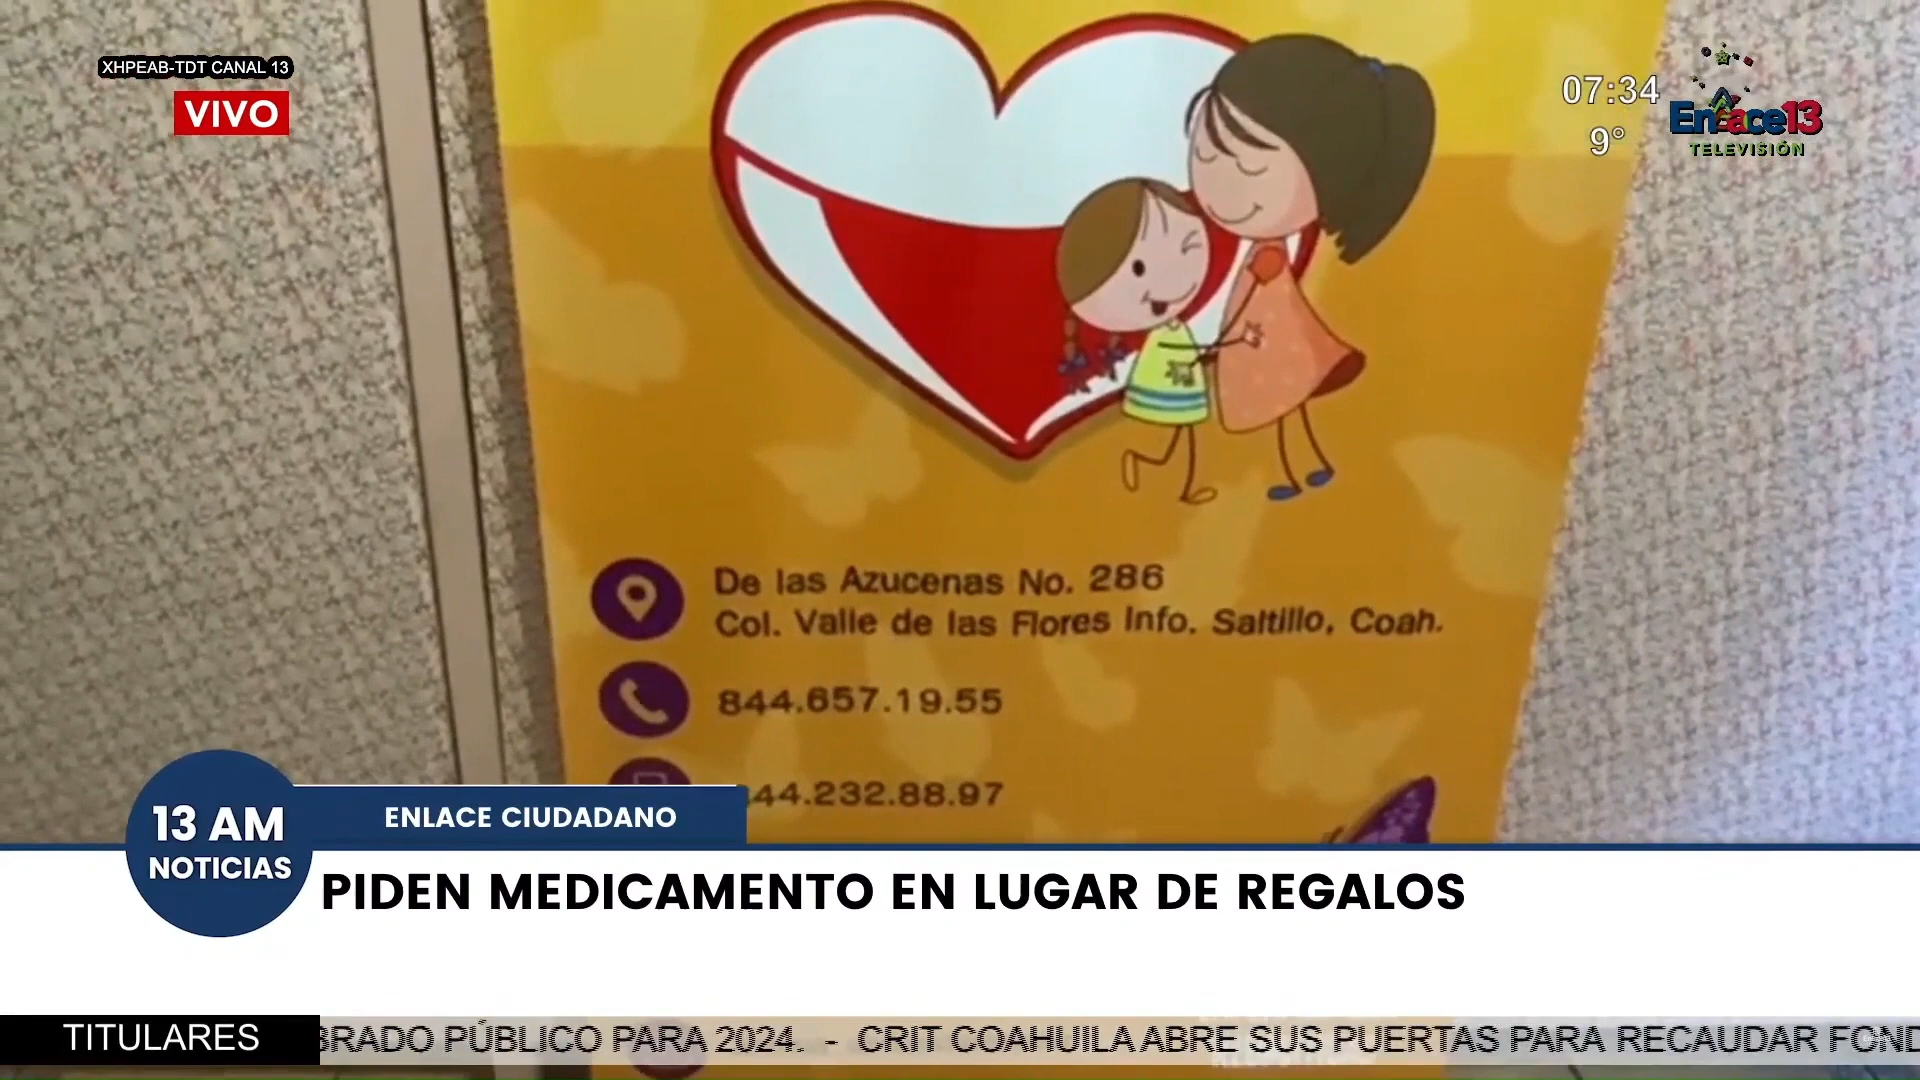 XHPEAB-TDT CANAL 13
VIVO
07:34
9°
Enlace13
TELEVISIÓN
De las Azucenas No. 286
Col. Valle de las Flores Info. Saltillo, Coah.
844.657.19.55
44.232.88.97
13 AM
NOTICIAS
ENLACE CIUDADANO
PIDEN MEDICAMENTO EN LUGAR DE REGALOS
TITULARES
BRADO PÚBLICO PARA 2024. - CRIT COAHUILA ABRE SUS PUERTAS PARA RECAUDAR FOND